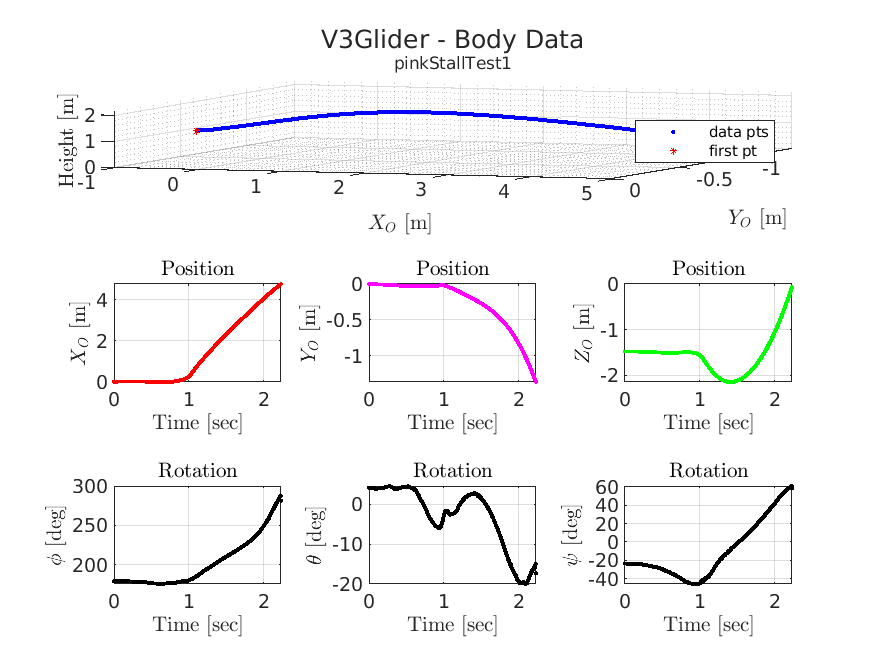 V3Glider - Body Data
pinkStallTest1
Height [m]
2
1
0
-1 0 1 2 3 4 5 0 -0.5 -1
X_O [m]
Y_O [m]
data pts
first pt
Position
X_O [m]
4
2
0
0 1 2
Time [sec]
Position
Y_O [m]
0
-0.5
-1
0 1 2
Time [sec]
Position
Z_O [m]
0
-1
-2
0 1 2
Time [sec]
Rotation
ϕ [deg]
300
250
200
0 1 2
Time [sec]
Rotation
θ [deg]
0
-10
-20
0 1 2
Time [sec]
Rotation
ψ [deg]
60
40
20
0
-20
-40
0 1 2
Time [sec]